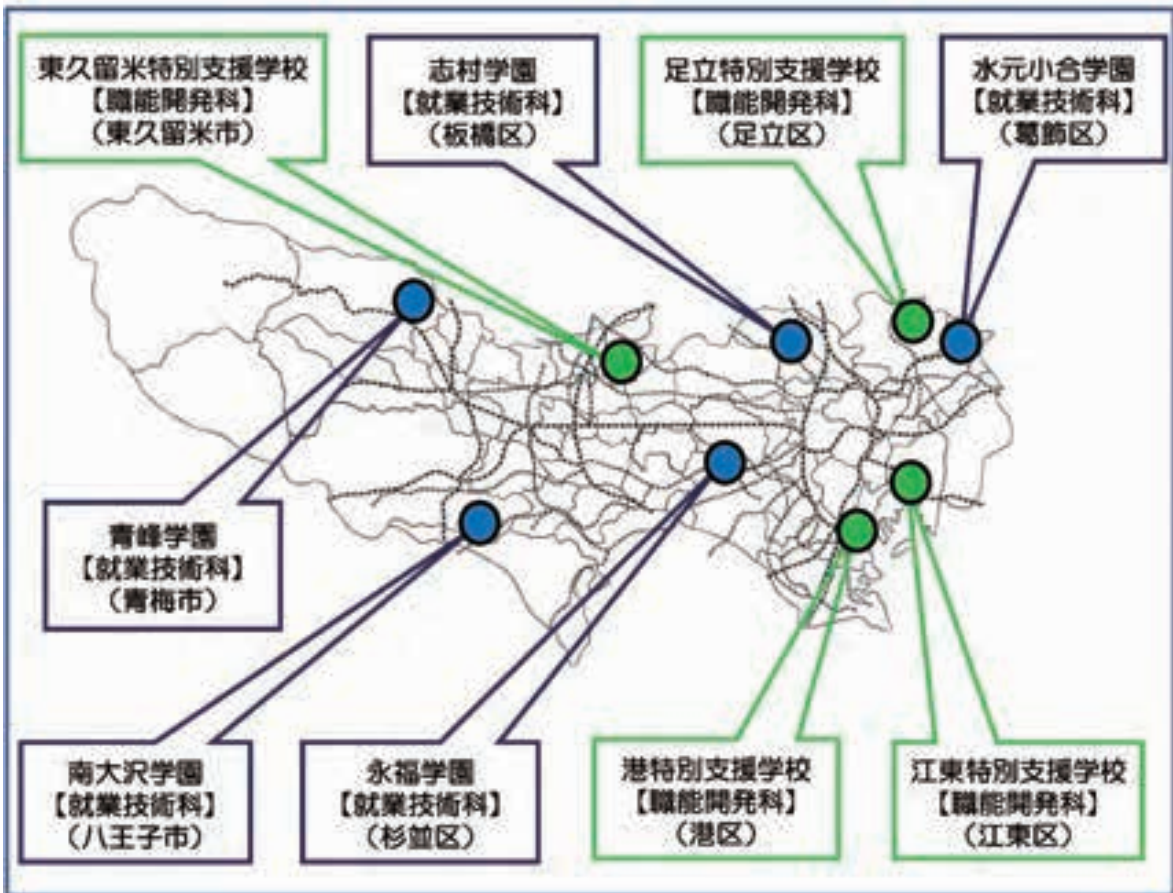 東久留米特別支援学校
【職能開発科】
(東久留米市)
志村学園
【就業技術科】
(板橋区)
足立特別支援学校
【職能開発科】
(足立区)
水元小合学園
【就業技術科】
(葛飾区)
青峰学園
【就業技術科】
(青梅市)
南大沢学園
【就業技術科】
(八王子市)
永福学園
【就業技術科】
(杉並区)
港特別支援学校
【職能開発科】
(港区)
江東特別支援学校
【職能開発科】
(江東区)